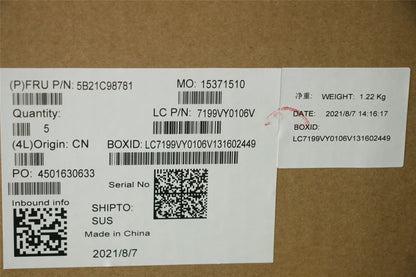 (P)FRU P/N: 5B21C98781
MO: 15371510
Quantity:
5
LC P/N: 7199VY0106V
(4L)Origin: CN
BOXID: LC7199VY0106V131602449
PO: 4501630633
Serial No
Inbound info
SHIPTO:
SUS
Made in China
2021/8/7
净重: WEIGHT: 1.22 Kg
DATE: 2021/8/7 14:16:17
BOXID:
LC7199VY0106V131602449